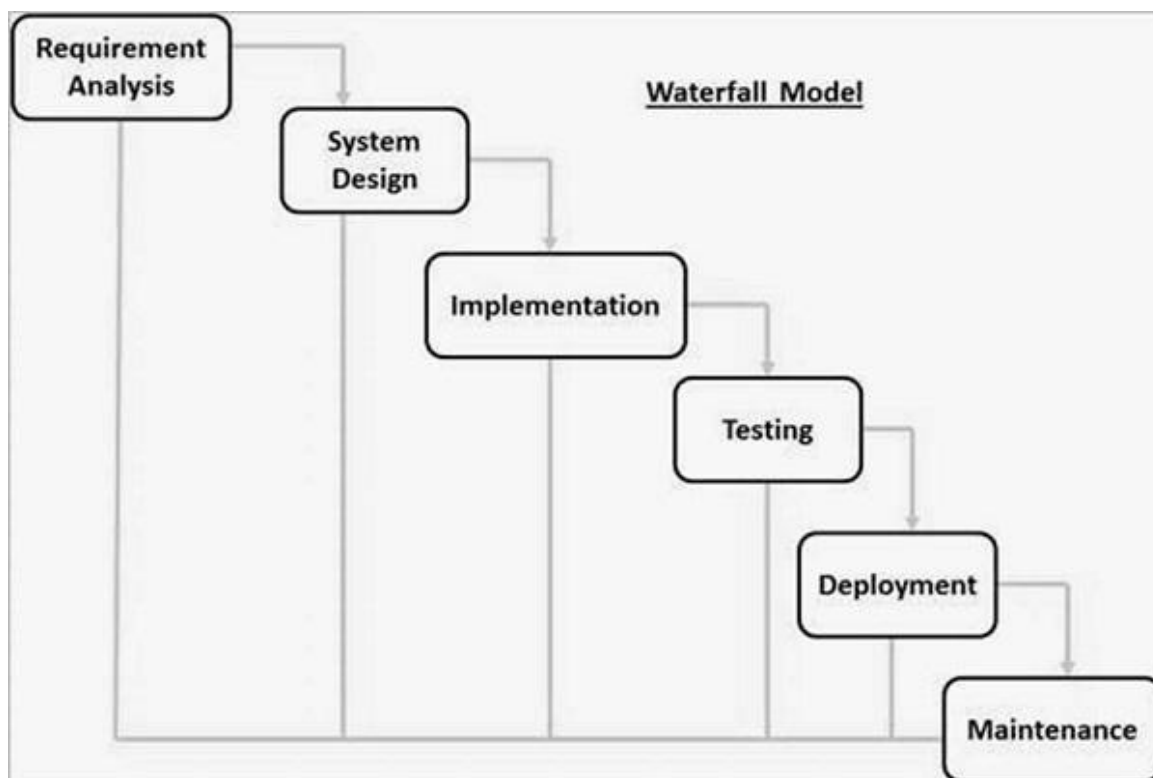 Requirement
Analysis
Waterfall Model
System
Design
Implementation
Testing
Deployment
Maintenance